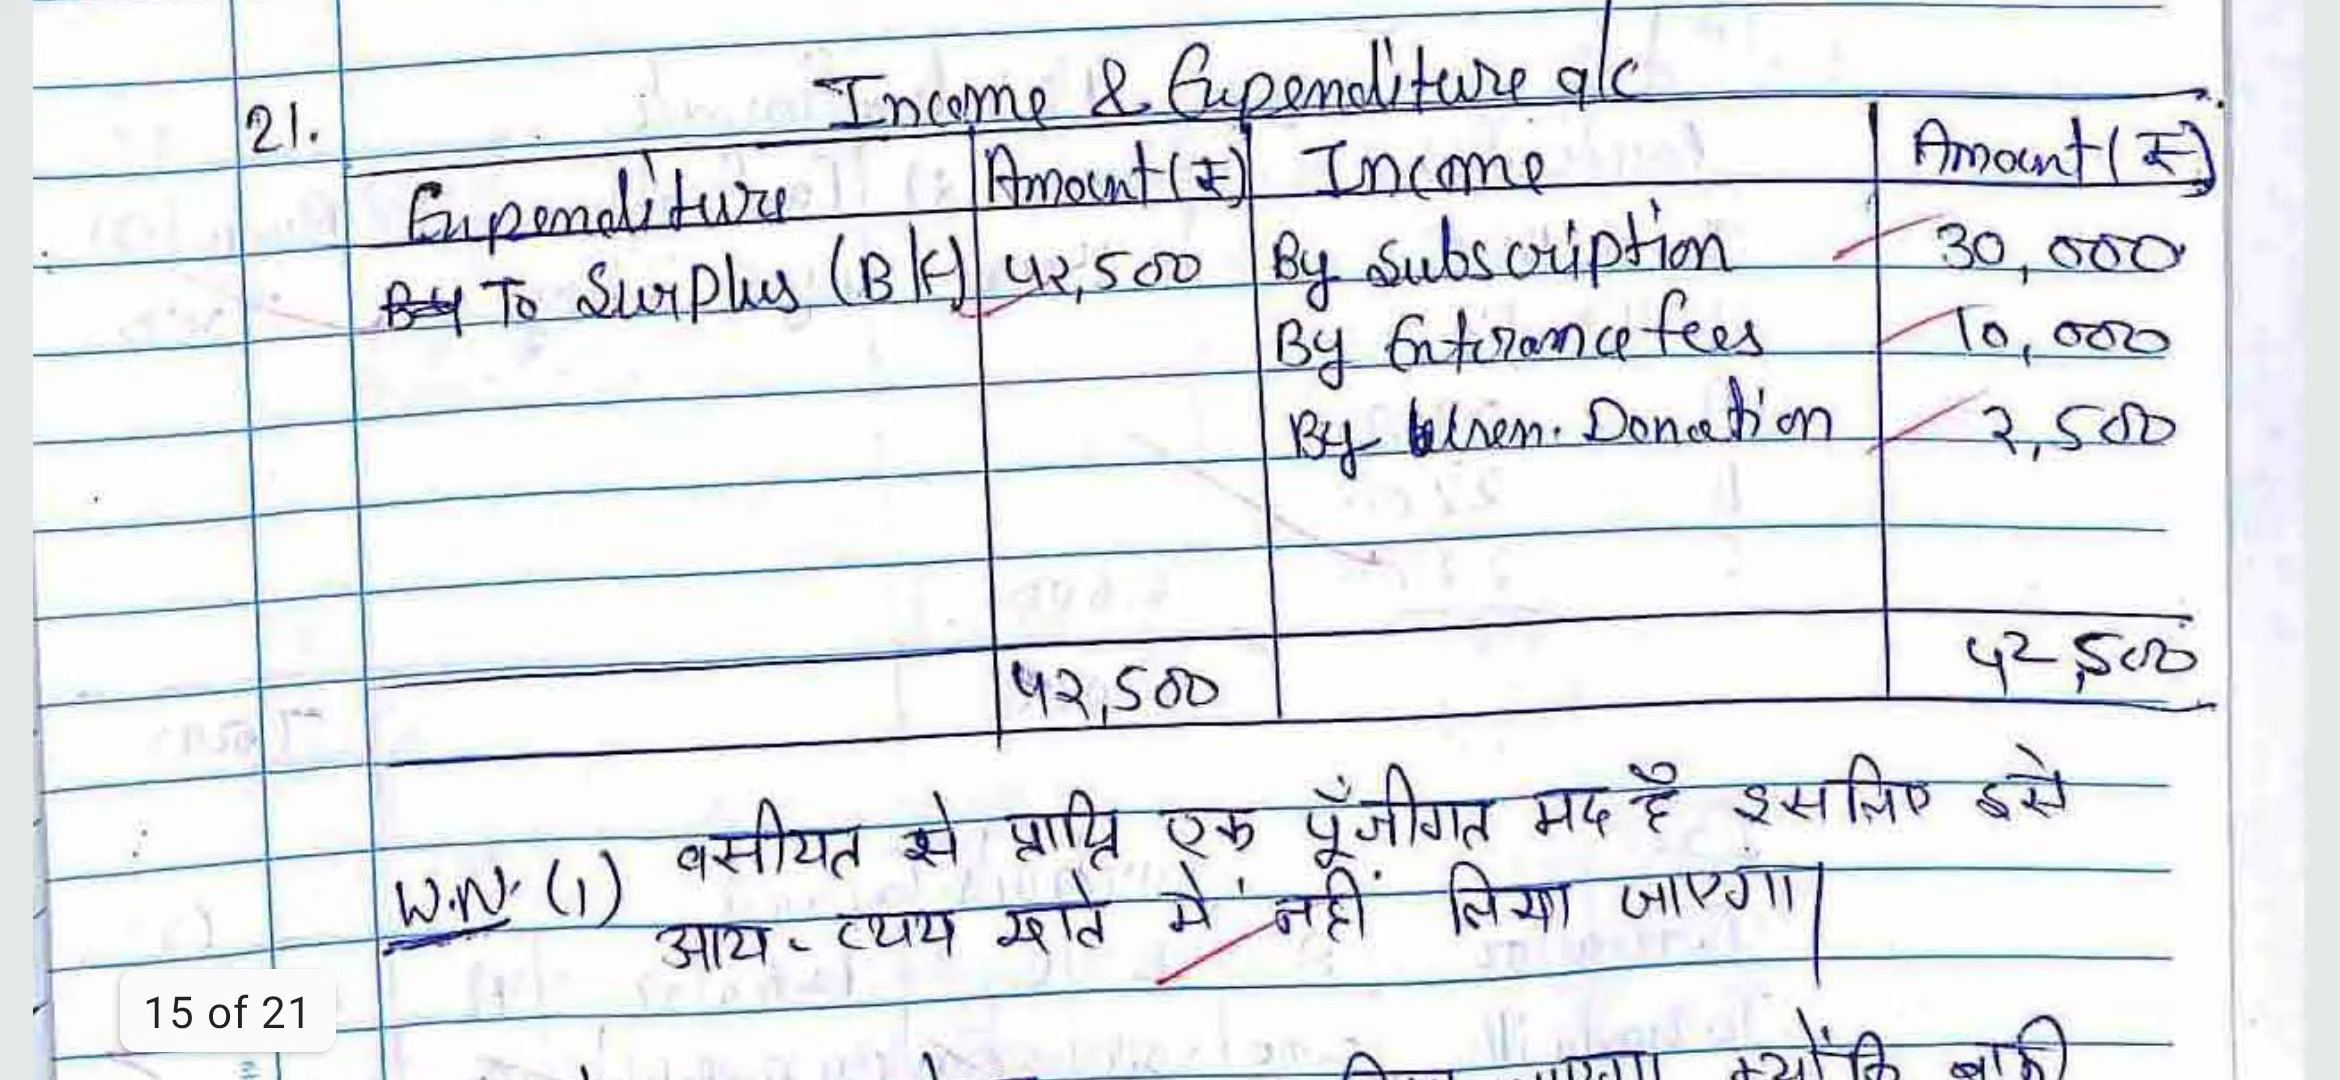 Income & Expenditure a/c
21.
Expenditure Amount (₹) Income Amount (₹)
By To Surplus (B/f) 42,500 By Subscription 30,000
By Entrance fees 10,000
By Donation 2,500
42,500 42,500
W.N. (1) वसीयत से प्राप्ति एक पूँजीगत मद है इसलिए इसे
आय-व्यय खाते में नहीं लिया जाएगा|
क्योंकि बाकी
15 of 21